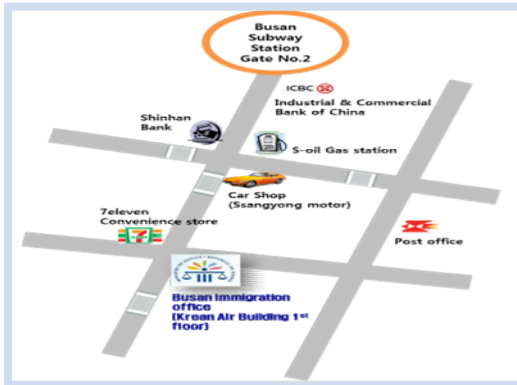 Busan
Subway
Station
Gate No.2
ICBC
Industrial & Commercial
Bank of China
Shinhan
Bank
S-oil Gas station
Car Shop
(Ssangyong motor)
7eleven
Convenience store
Post office
Busan Immigration
office
(Krean Air Building 1st
floor)